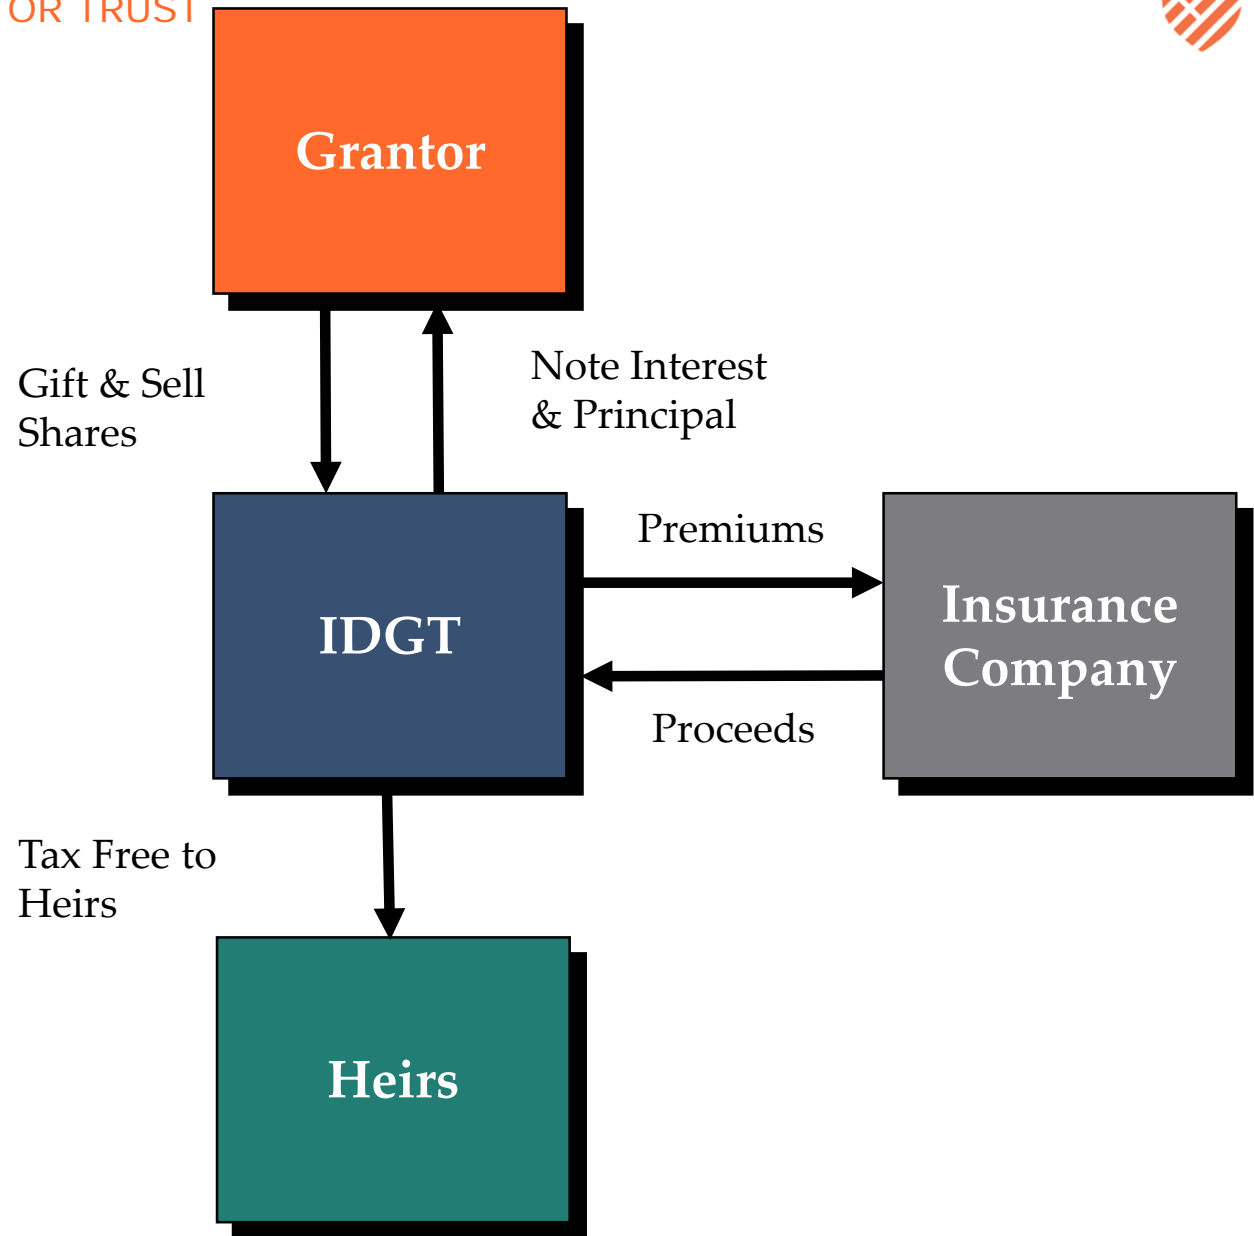 OR TRUST
Grantor
Gift & Sell
Shares
Note Interest
& Principal
IDGT
Premiums
Proceeds
Insurance
Company
Tax Free to
Heirs
Heirs